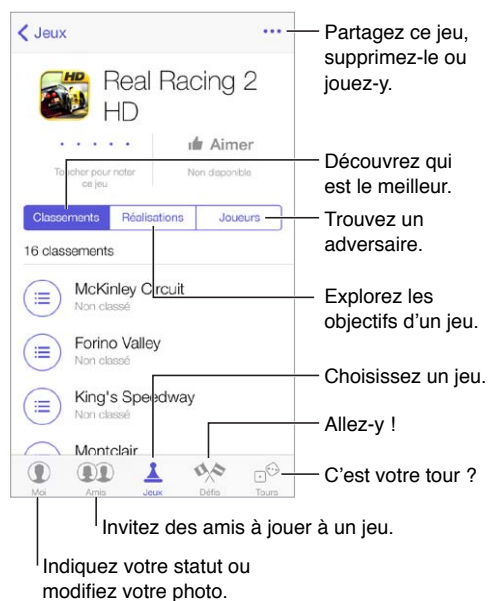 Jeux
Real Racing 2
HD
Aimer
Toucher pour noter
ce jeu
Non disponible
Classements
Réalisations
Joueurs
16 classements
McKinley Circuit
Non classé
Forino Valley
Non classé
King's Speedway
Non classé
Montclair
Moi
Amis
Jeux
Défis
Tours
Partagez ce jeu,
supprimez-le ou
jouez-y.
Découvrez qui
est le meilleur.
Trouvez un
adversaire.
Explorez les
objectifs d'un jeu.
Choisissez un jeu.
Allez-y !
C'est votre tour ?
Invitez des amis à jouer à un jeu.
Indiquez votre statut ou
modifiez votre photo.